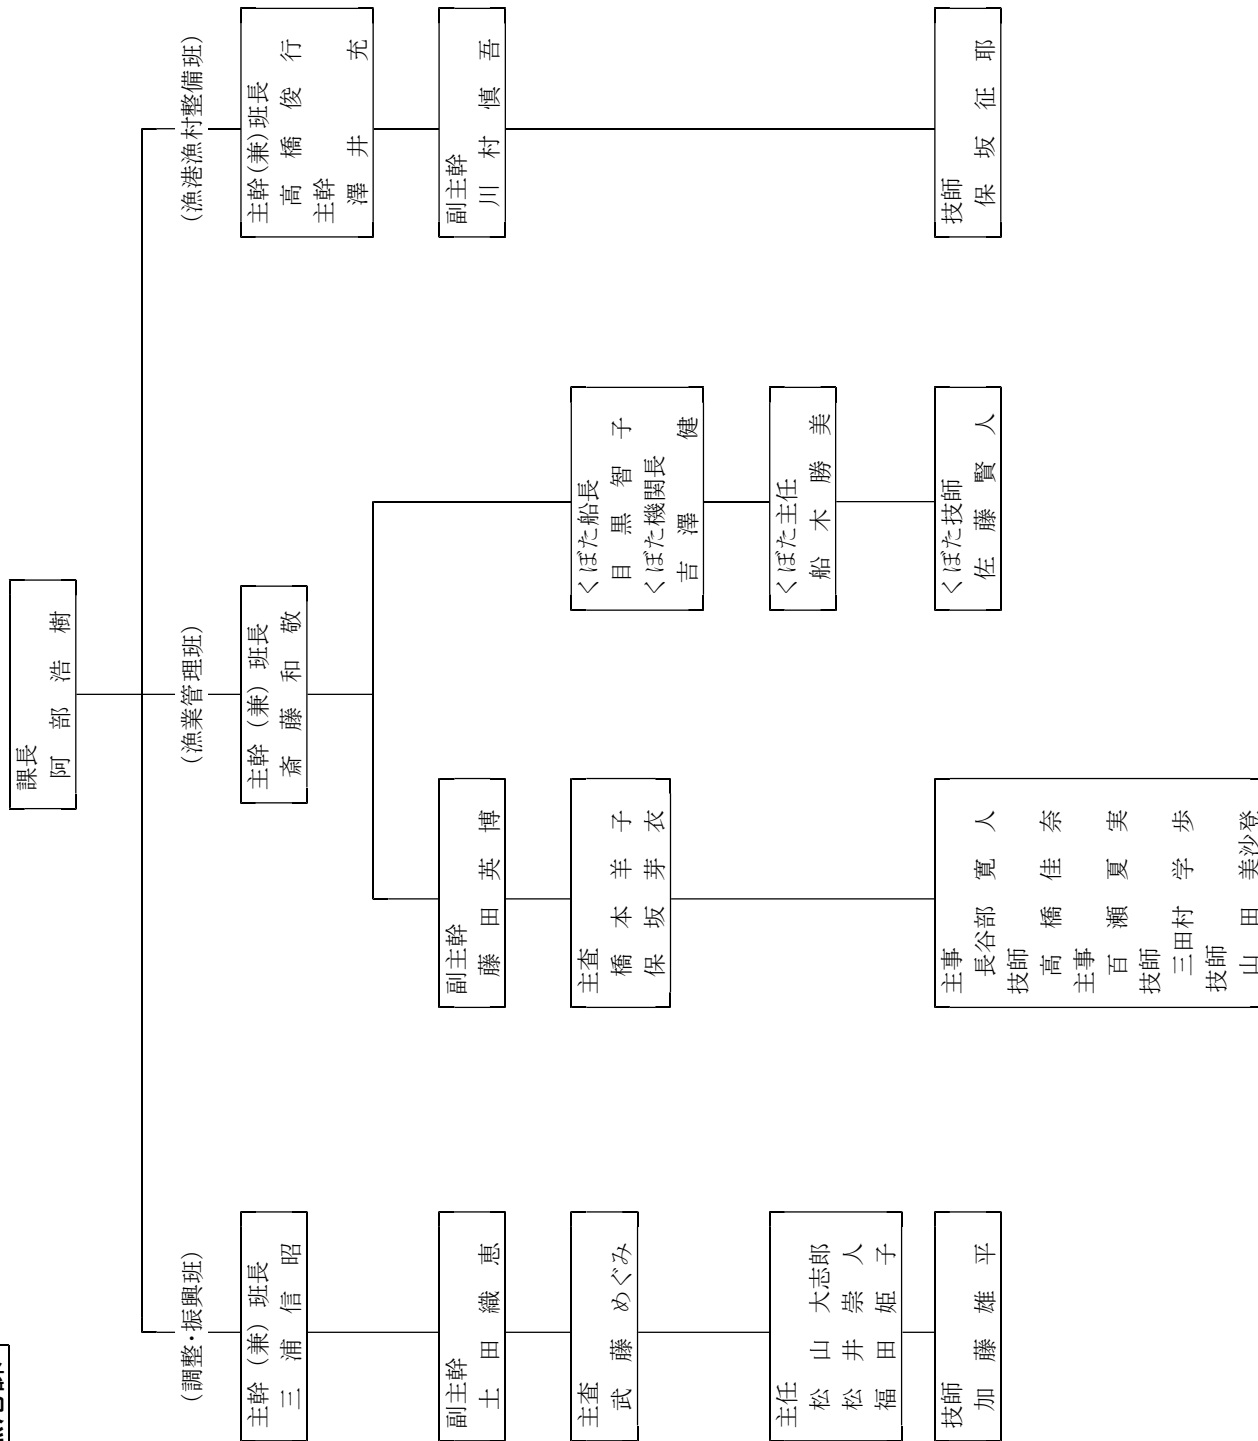 課長
阿部 浩樹
(調整・振興班)
主幹(兼)班長
三浦 信昭
副主幹
土田 織恵
主査
武藤 めぐみ
主任
松山 大志郎
松井 崇人
福田 姫子
技師
加藤 雄平
(漁業管理班)
主幹(兼)班長
斎藤 和敬
副主幹
藤田 英博
主査
橋本 羊子
保坂 芽衣
主事
長谷部 寛人
技師
高橋 佳奈
主事
百瀬 夏実
技師
三田村 学歩
技師
山田 美沙登
くぼた船長
目黒 智子
くぼた機関長
吉澤 健
くぼた主任
船木 勝美
くぼた技師
佐藤 賢人
(漁港漁村整備班)
主幹(兼)班長
高橋 俊行
主幹
澤井 充
副主幹
川村 慎吾
技師
保坂 征耶